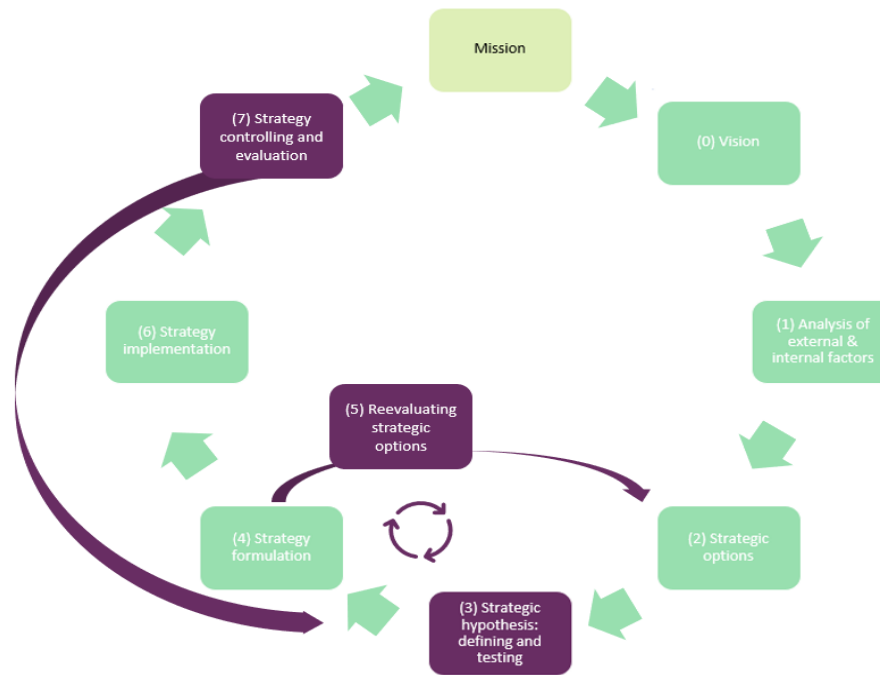 Mission
(0) Vision
(1) Analysis of
external &
internal factors
(2) Strategic
options
(3) Strategic
hypothesis:
defining and
testing
(4) Strategy
formulation
(5) Reevaluating
strategic
options
(6) Strategy
implementation
(7) Strategy
controlling and
evaluation